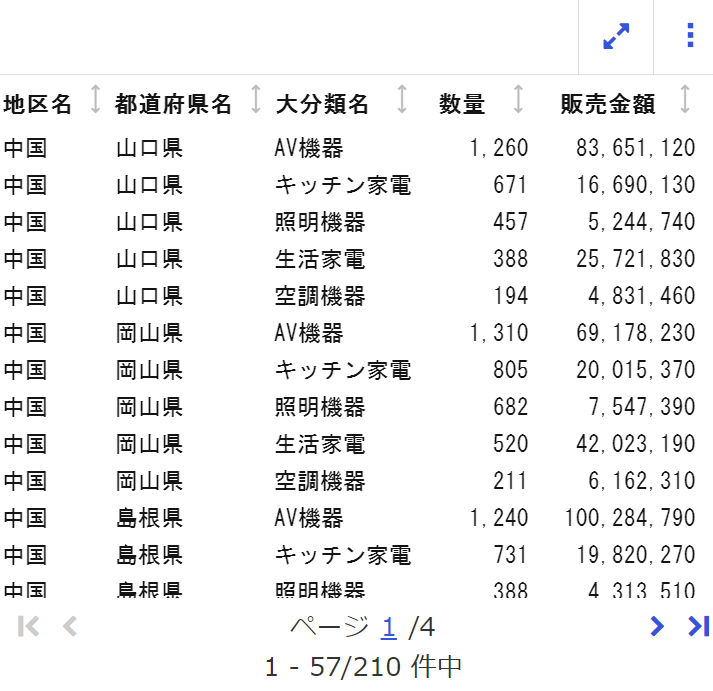 地区名 都道府県名 大分類名 数量 販売金額
中国 山口県 AV機器 1,260 83,651,120
中国 山口県 キッチン家電 671 16,690,130
中国 山口県 照明機器 457 5,244,740
中国 山口県 生活家電 388 25,721,830
中国 山口県 空調機器 194 4,831,460
中国 岡山県 AV機器 1,310 69,178,230
中国 岡山県 キッチン家電 805 20,015,370
中国 岡山県 照明機器 682 7,547,390
中国 岡山県 生活家電 520 42,023,190
中国 岡山県 空調機器 211 6,162,310
中国 島根県 AV機器 1,240 100,284,790
中国 島根県 キッチン家電 731 19,820,270
中国 島根県 照明機器 388 4,313,510
ページ 1 /4
1 - 57/210 件中